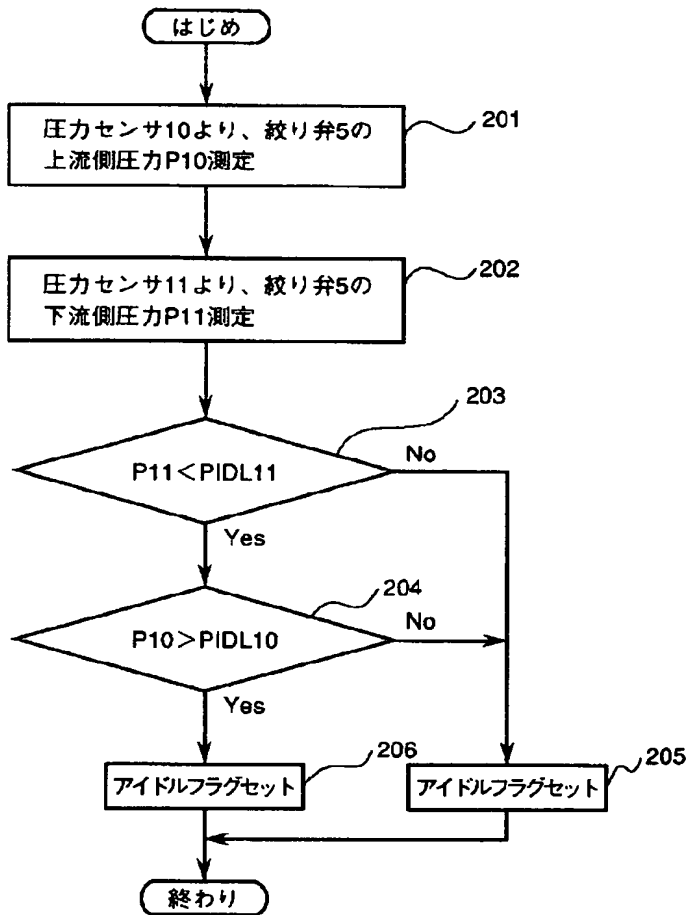 はじめ
圧力センサ10より、絞り弁5の
上流側圧力P10測定
201
圧力センサ11より、絞り弁5の
下流側圧力P11測定
202
203
P11<PIDL11
No
Yes
204
P10>PIDL10
No
Yes
206
アイドルフラグセット
205
アイドルフラグセット
終わり